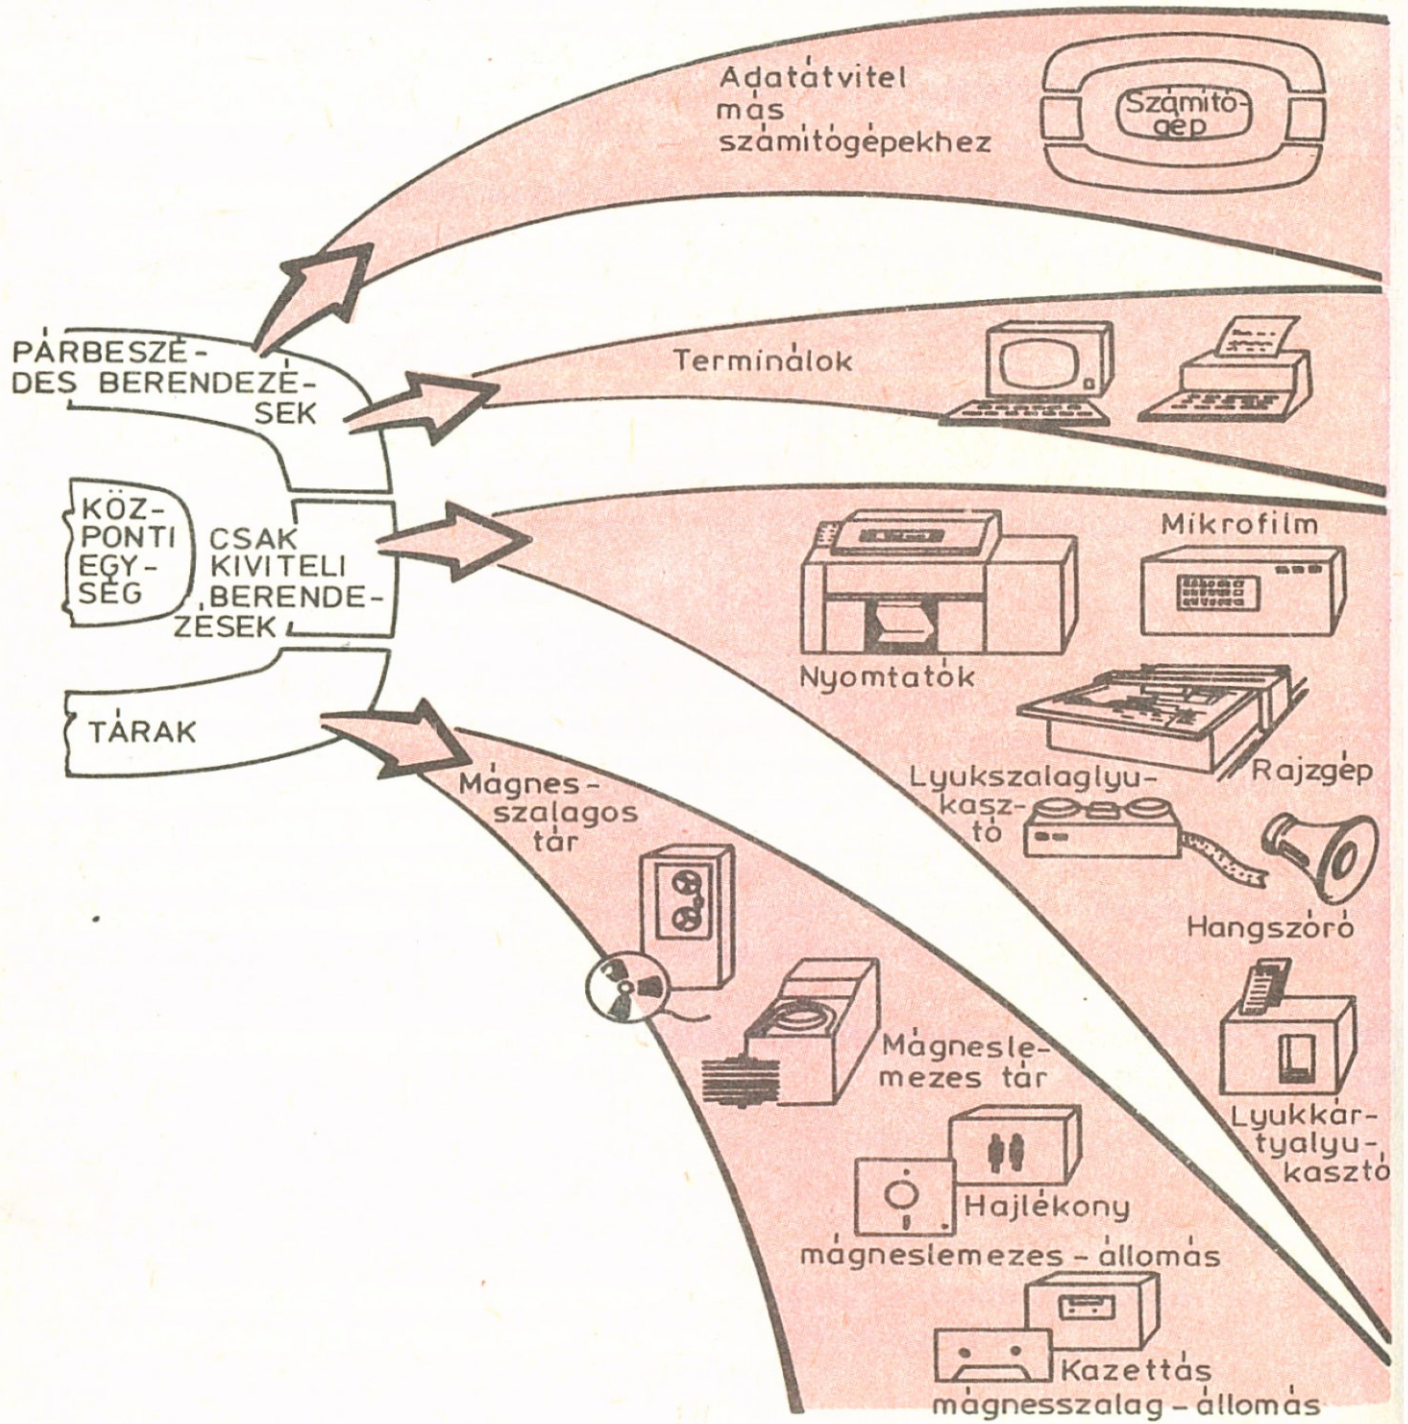 Adatátvitel
más
számítógépekhez
Számító-
gép
PÁRBESZÉ-
DES BERENDEZÉ-
SEK
Terminálok
KÖZ-
PONTI
EGY-
SÉG
CSAK
KIVITELI
BERENDE-
ZÉSEK
Mikrofilm
Nyomtatók
Rajzgép
Lyukszalaglyu-
kasz-
tó
Hangszóró
Lyukkár-
tyalyu-
kasztó
TÁRAK
Mágnes-
szalagos
tár
Mágnesle-
mezes tár
Hajlékony
mágneslemezes - állomás
Kazettás
mágnesszalag - állomás